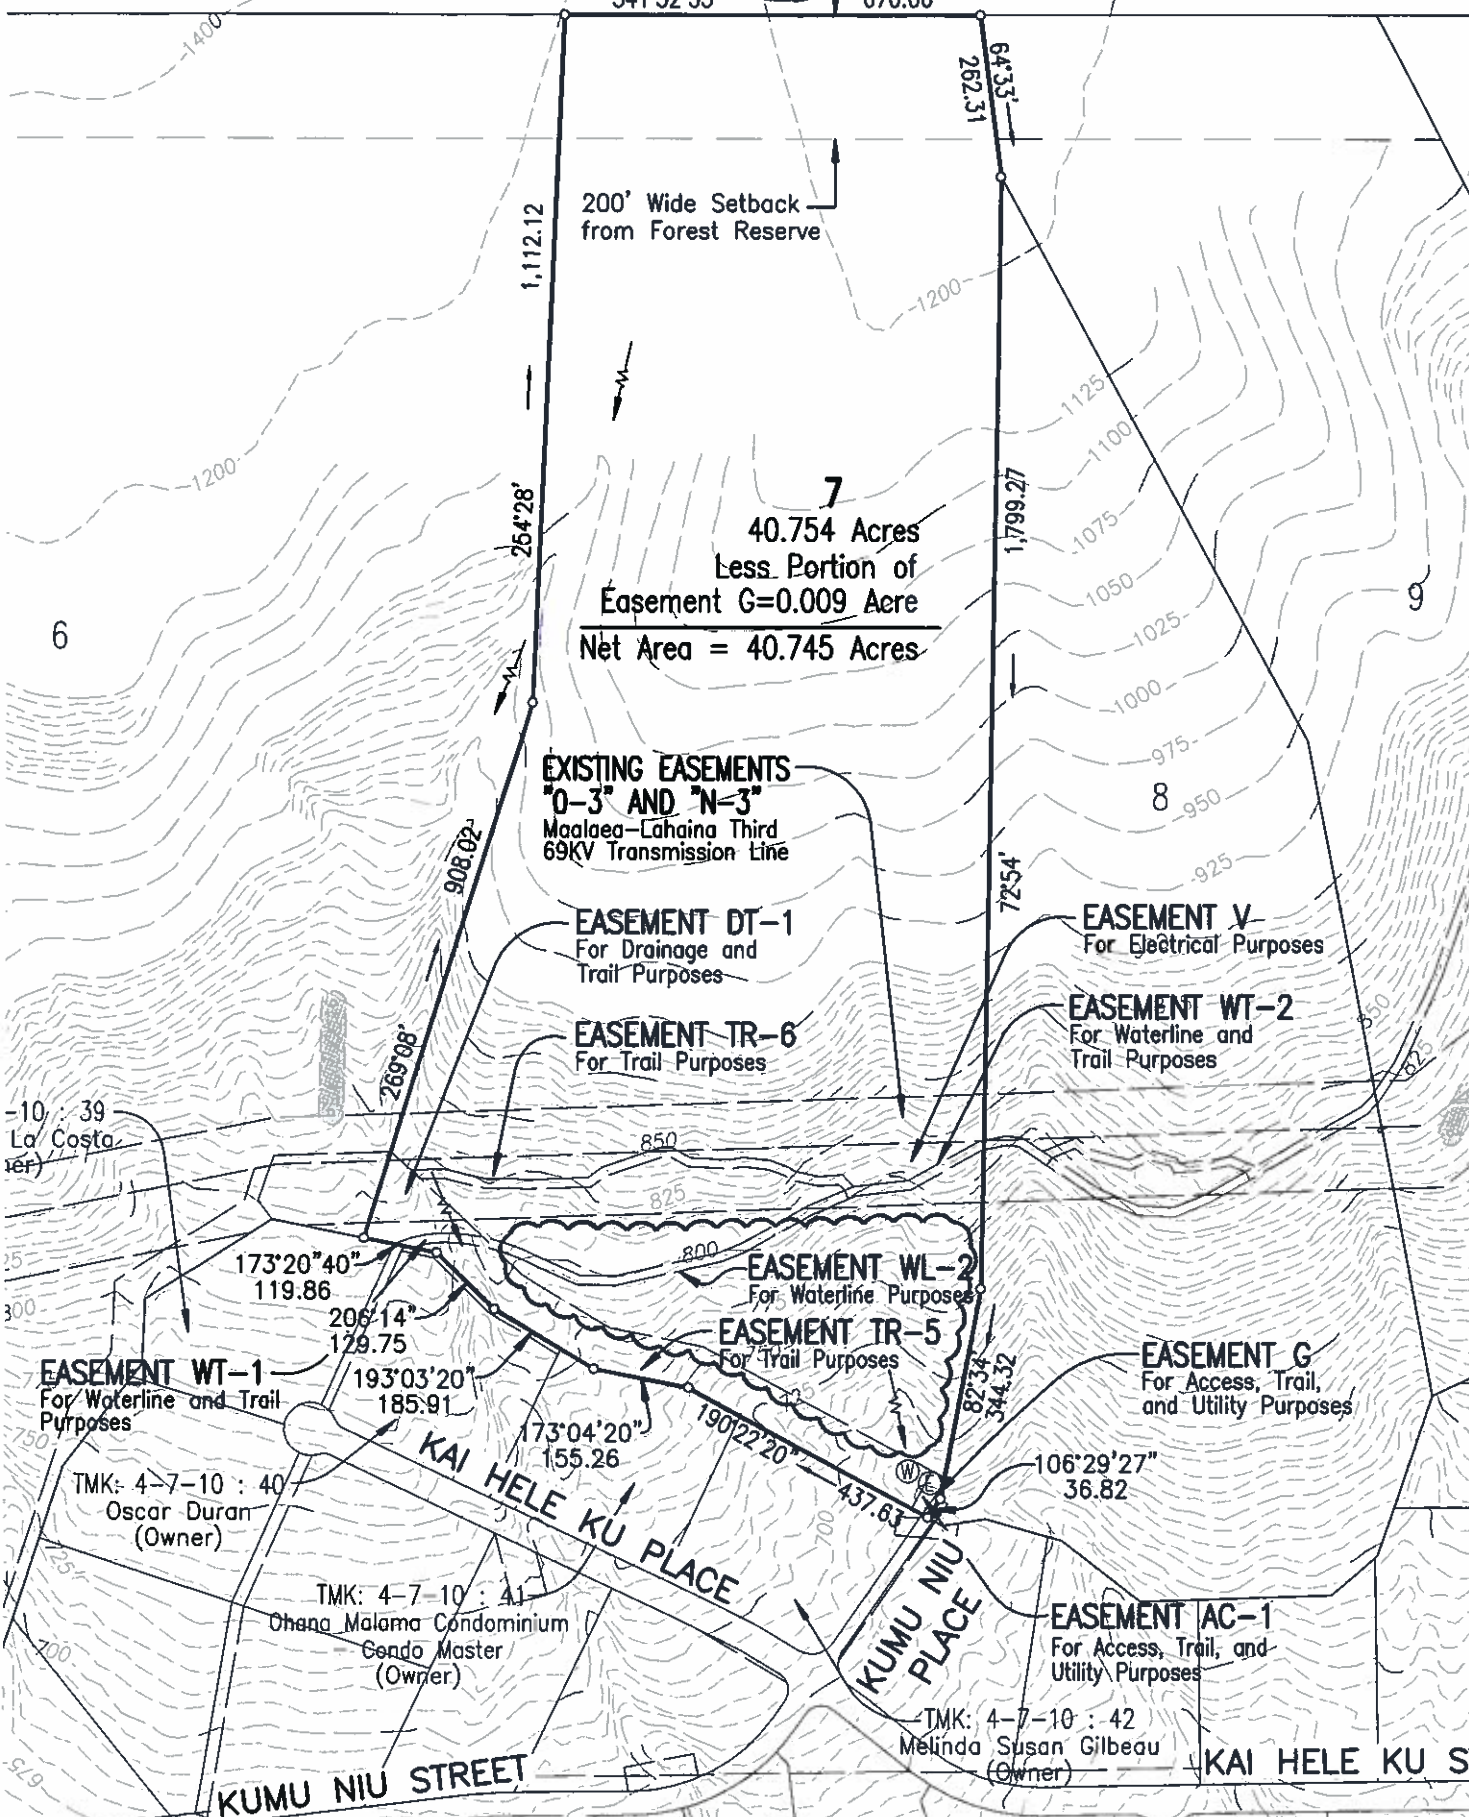 -1400-
262.31
64°33'
200' Wide Setback
from Forest Reserve
1,112.12
-1200-
-1200-
1125
1100
254°28'
1,799.27
7
40.754 Acres
Less Portion of
Easement G=0.009 Acre
Net Area = 40.745 Acres
1075
1050
1025
1000
975
950
925
6
9
8
EXISTING EASEMENTS
"O-3" AND "N-3"
Maalaea-Lahaina Third
69KV Transmission Line
908.02
72°54'
EASEMENT DT-1
For Drainage and
Trail Purposes
EASEMENT V
For Electrical Purposes
EASEMENT WT-2
For Waterline and
Trail Purposes
EASEMENT TR-6
For Trail Purposes
269°08'
-10 : 39
La Costa
ner)
850
825
825
800
173°20"40"
119.86
206°14"
129.75
EASEMENT WL-2
For Waterline Purposes
EASEMENT TR-5
For Trail Purposes
EASEMENT WT-1
For Waterline and Trail
Purposes
193°03'20"
185.91
82°34'
344.32
EASEMENT G
For Access, Trail,
and Utility Purposes
173°04'20"
155.26
190°22'20"
437.63
106°29'27"
36.82
W
E
750
700
TMK: 4-7-10 : 40
Oscar Duran
(Owner)
KAI HELE KU PLACE
TMK: 4-7-10 : 41
Ohana Malama Condominium
Condo Master
(Owner)
KUMU NIU
PLACE
EASEMENT AC-1
For Access, Trail, and
Utility Purposes
700
675
TMK: 4-7-10 : 42
Melinda Susan Gilbeau
(Owner)
KUMU NIU STREET
KAI HELE KU S